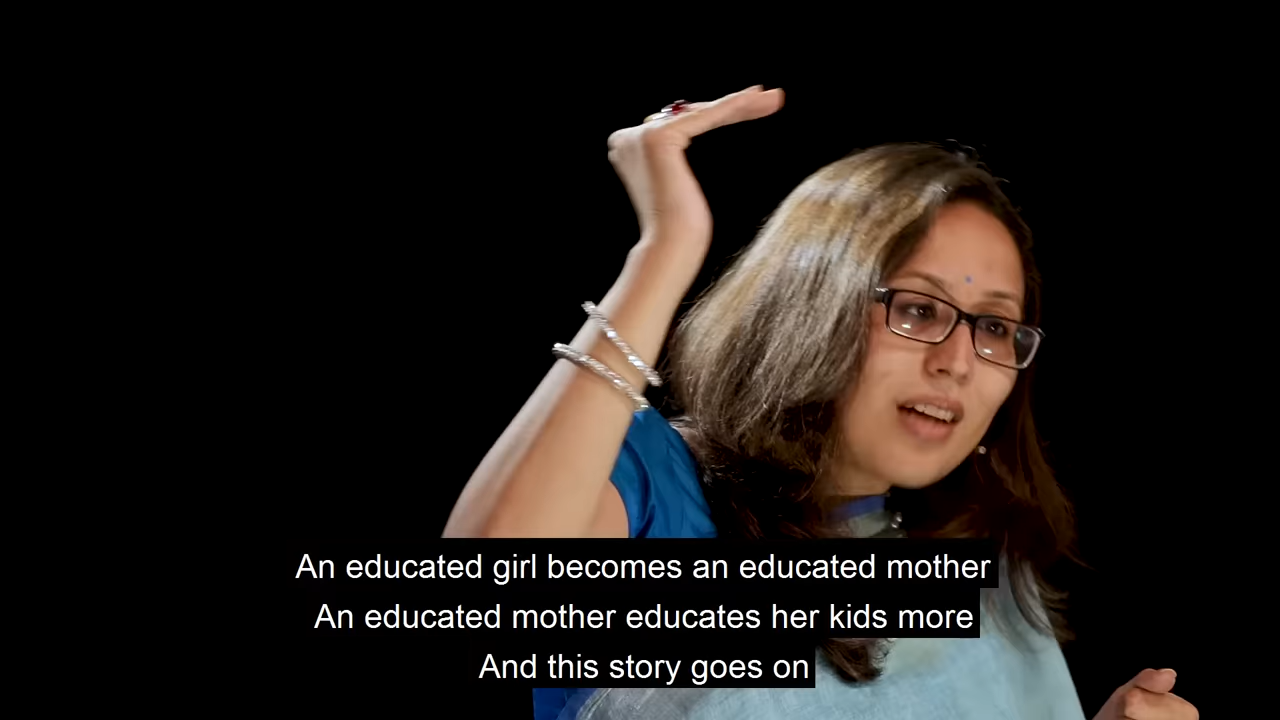 An educated girl becomes an educated mother
An educated mother educates her kids more
And this story goes on